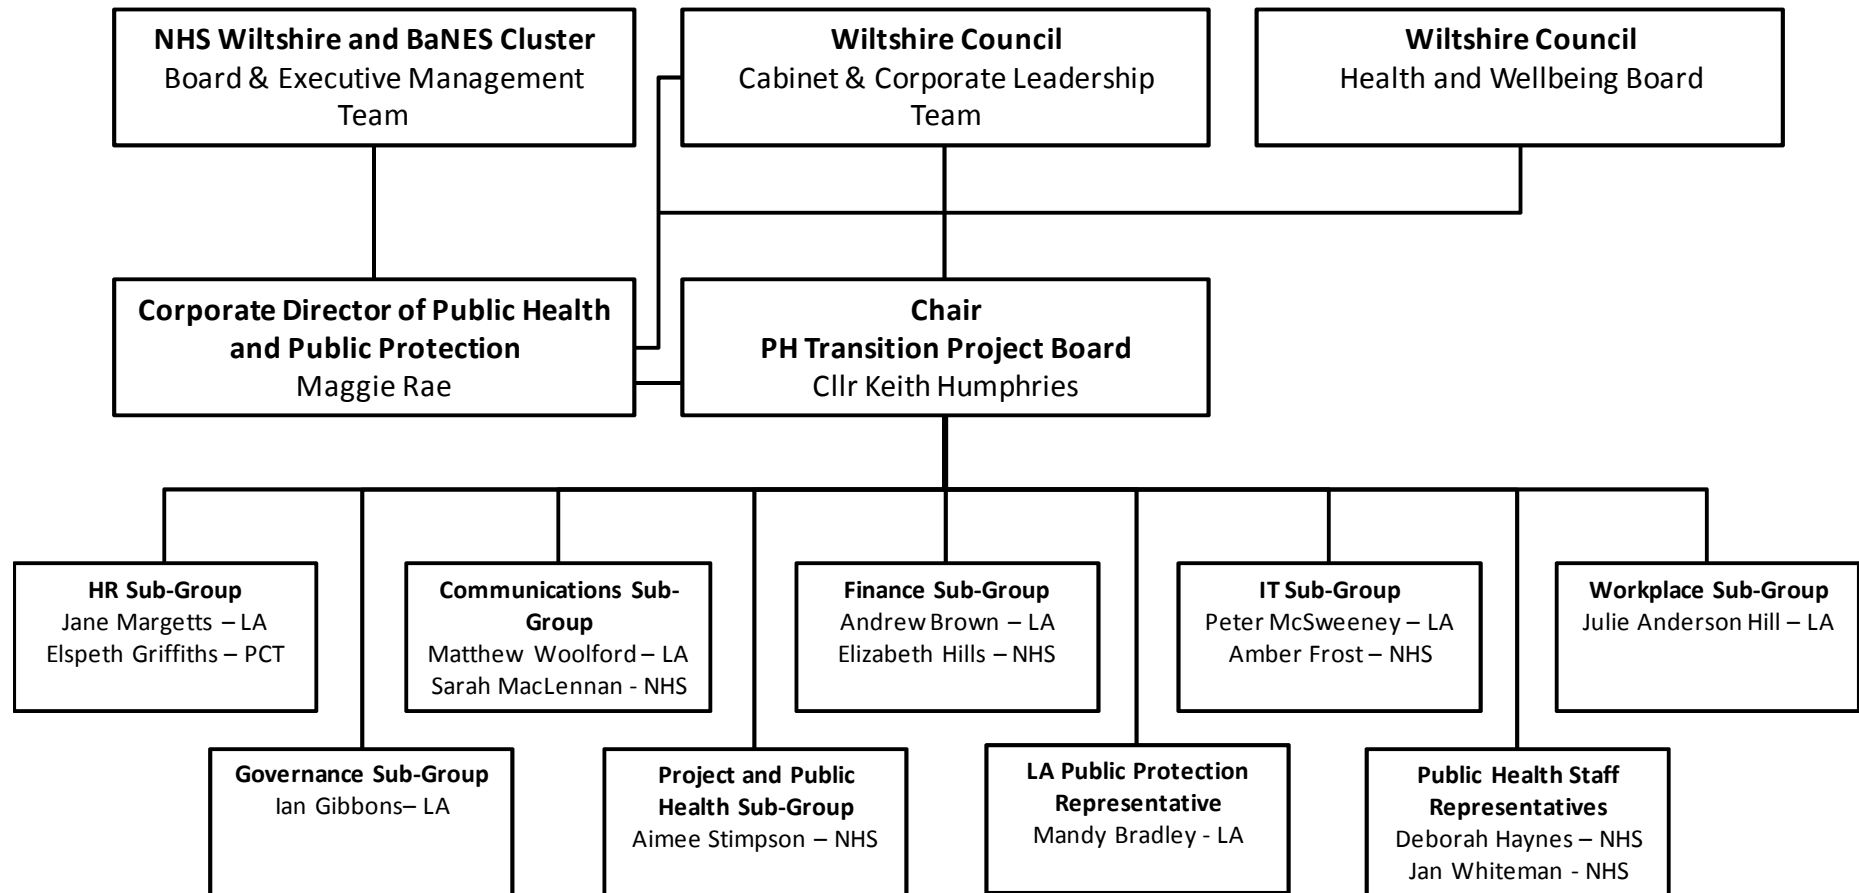 NHS Wiltshire and BaNES Cluster
Board & Executive Management
Team
Wiltshire Council
Cabinet & Corporate Leadership
Team
Wiltshire Council
Health and Wellbeing Board
Corporate Director of Public Health
and Public Protection
Maggie Rae
Chair
PH Transition Project Board
Cllr Keith Humphries
HR Sub-Group
Jane Margetts – LA
Elspeth Griffiths – PCT
Communications Sub-
Group
Matthew Woolford – LA
Sarah MacLennan - NHS
Finance Sub-Group
Andrew Brown – LA
Elizabeth Hills – NHS
IT Sub-Group
Peter McSweeney – LA
Amber Frost – NHS
Workplace Sub-Group
Julie Anderson Hill – LA
Governance Sub-Group
Ian Gibbons– LA
Project and Public
Health Sub-Group
Aimee Stimpson – NHS
LA Public Protection
Representative
Mandy Bradley - LA
Public Health Staff
Representatives
Deborah Haynes – NHS
Jan Whiteman - NHS